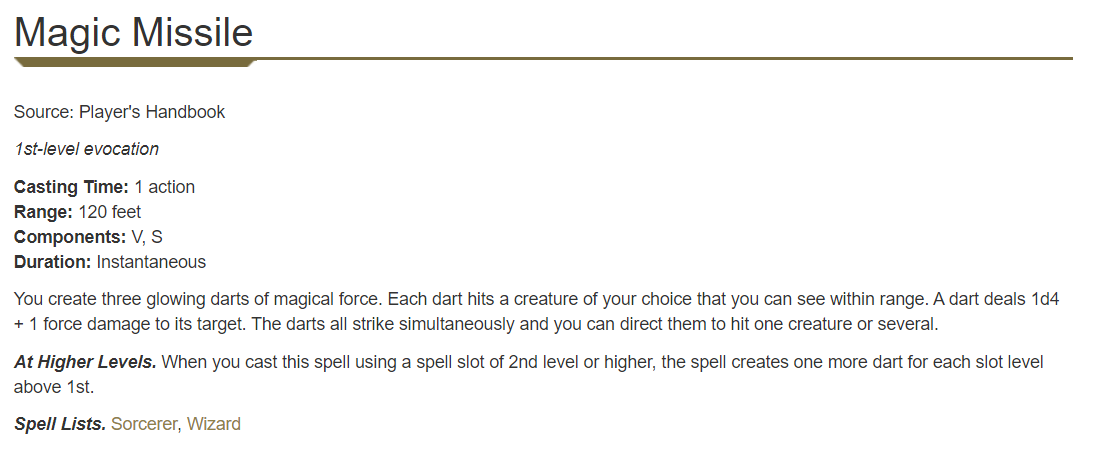 Magic Missile
Source: Player's Handbook
1st-level evocation
Casting Time: 1 action
Range: 120 feet
Components: V, S
Duration: Instantaneous
You create three glowing darts of magical force. Each dart hits a creature of your choice that you can see within range. A dart deals 1d4
+ 1 force damage to its target. The darts all strike simultaneously and you can direct them to hit one creature or several.
At Higher Levels. When you cast this spell using a spell slot of 2nd level or higher, the spell creates one more dart for each slot level
above 1st.
Spell Lists. Sorcerer, Wizard